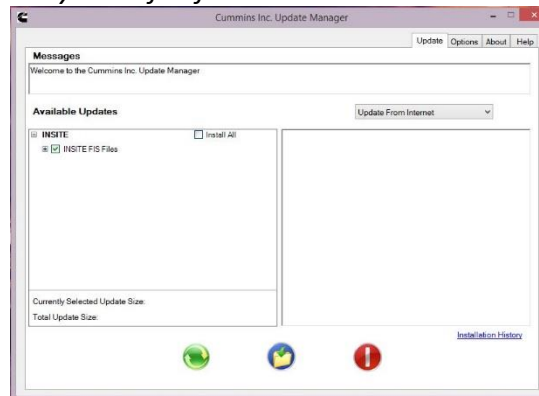 Cummins Inc. Update Manager
Update Options About Help
Messages
Welcome to the Cummins Inc. Update Manager
Available Updates
Update From Internet
INSITE
Install All
INSITE FIS Files
Currently Selected Update Size:
Total Update Size:
Installation History